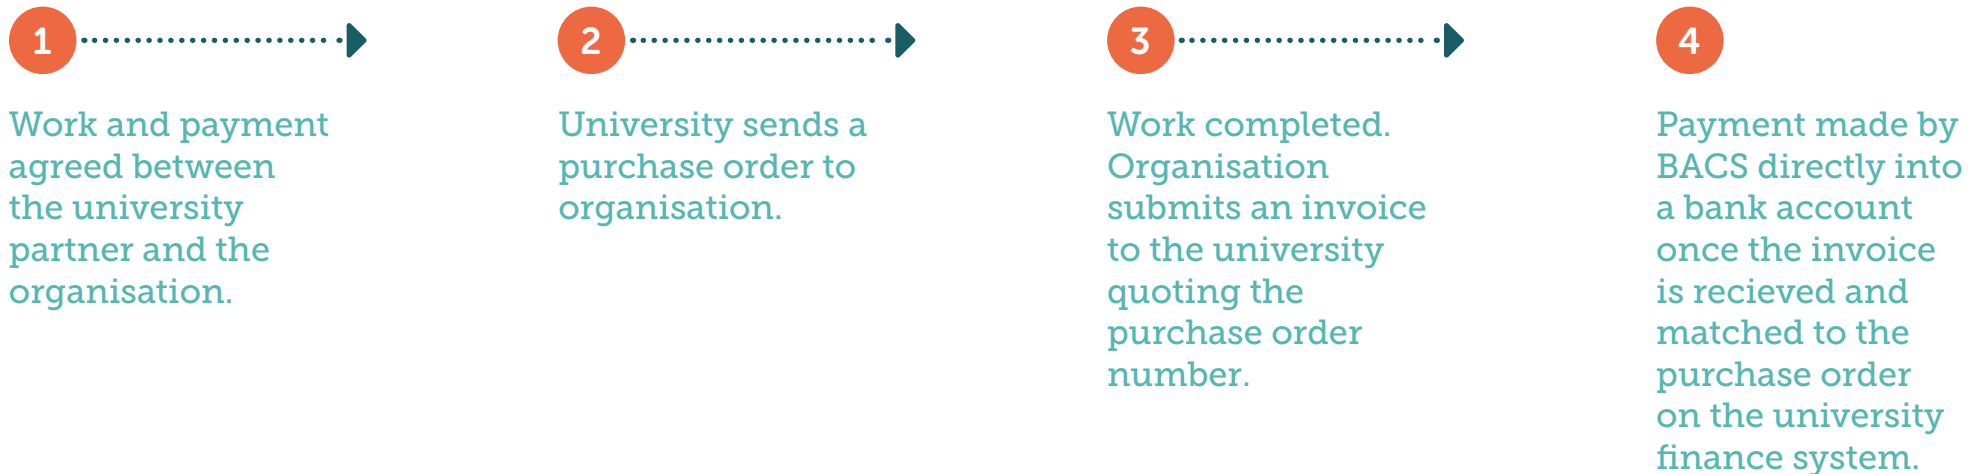 1
Work and payment
agreed between
the university
partner and the
organisation.
2
University sends a
purchase order to
organisation.
3
Work completed.
Organisation
submits an invoice
to the university
quoting the
purchase order
number.
4
Payment made by
BACS directly into
a bank account
once the invoice
is recieved and
matched to the
purchase order
on the university
finance system.